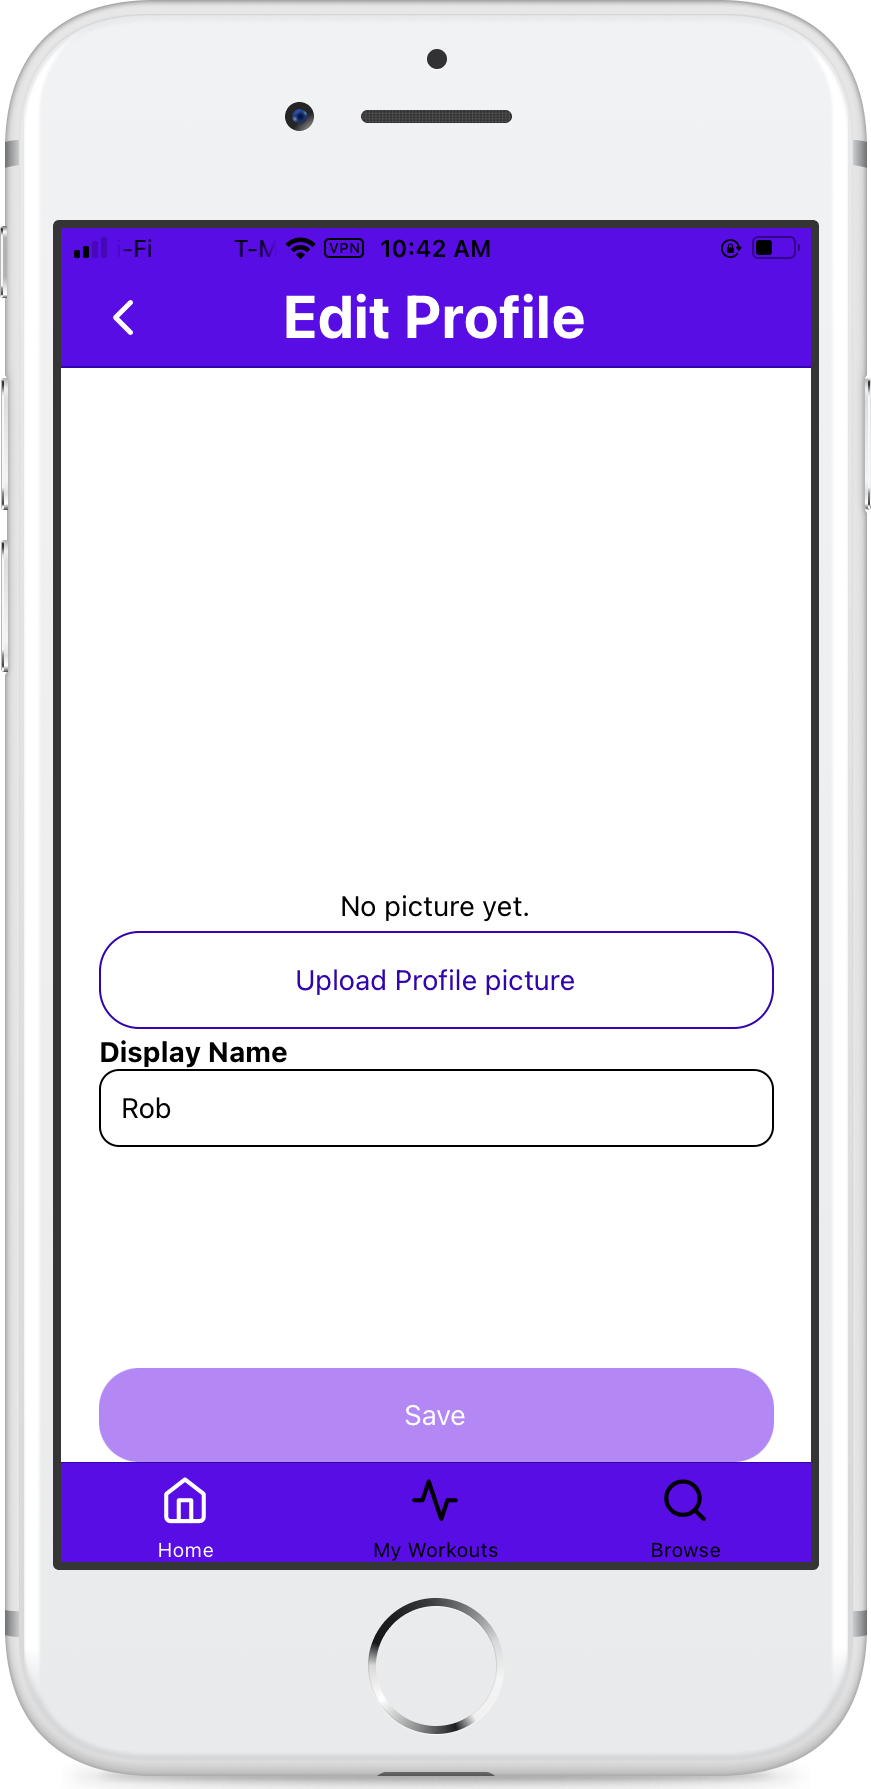 i-Fi T-M VPN 10:42 AM
Edit Profile
No picture yet.
Upload Profile picture
Display Name
Rob
Save
Home My Workouts Browse